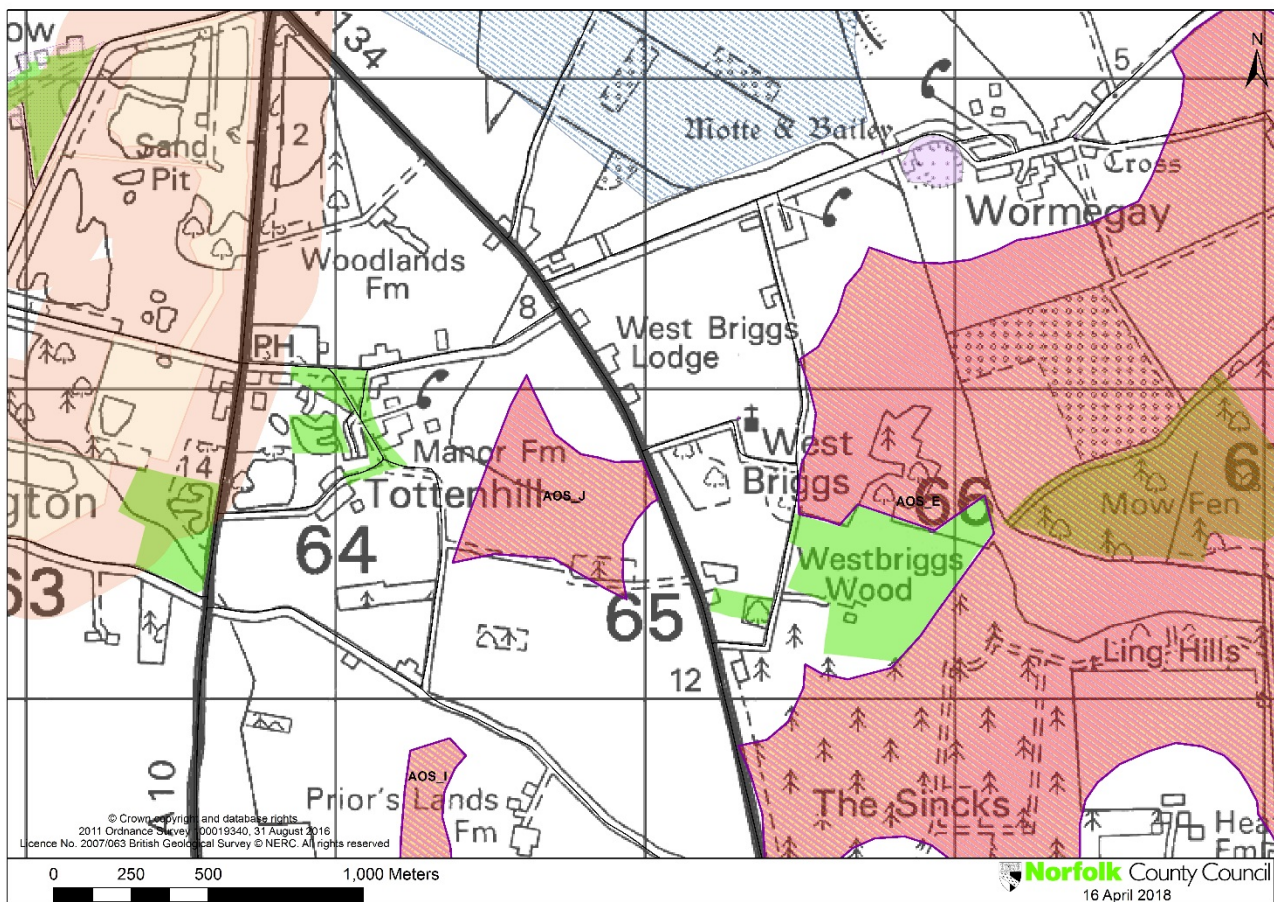 ow
134
5
N
Motte & Bailey
Sand
Pit
12
Cross
Wormegay
Woodlands
Fm
8
West Briggs
Lodge
PH
Manor Fm
West
Briggs
14
Tottenhill
AOS_J
AOS_E
66
67
Mow Fen
gton
64
63
Westbriggs
Wood
65
Ling Hills
12
AOS_I
Prior's Lands
Fm
The Sincks
A 10
Hea
Fm
© Crown copyright and database rights
2011 Ordnance Survey 100019340, 31 August 2016
Licence No. 2007/063 British Geological Survey © NERC. All rights reserved
0 250 500 1,000 Meters
Norfolk County Council
16 April 2018